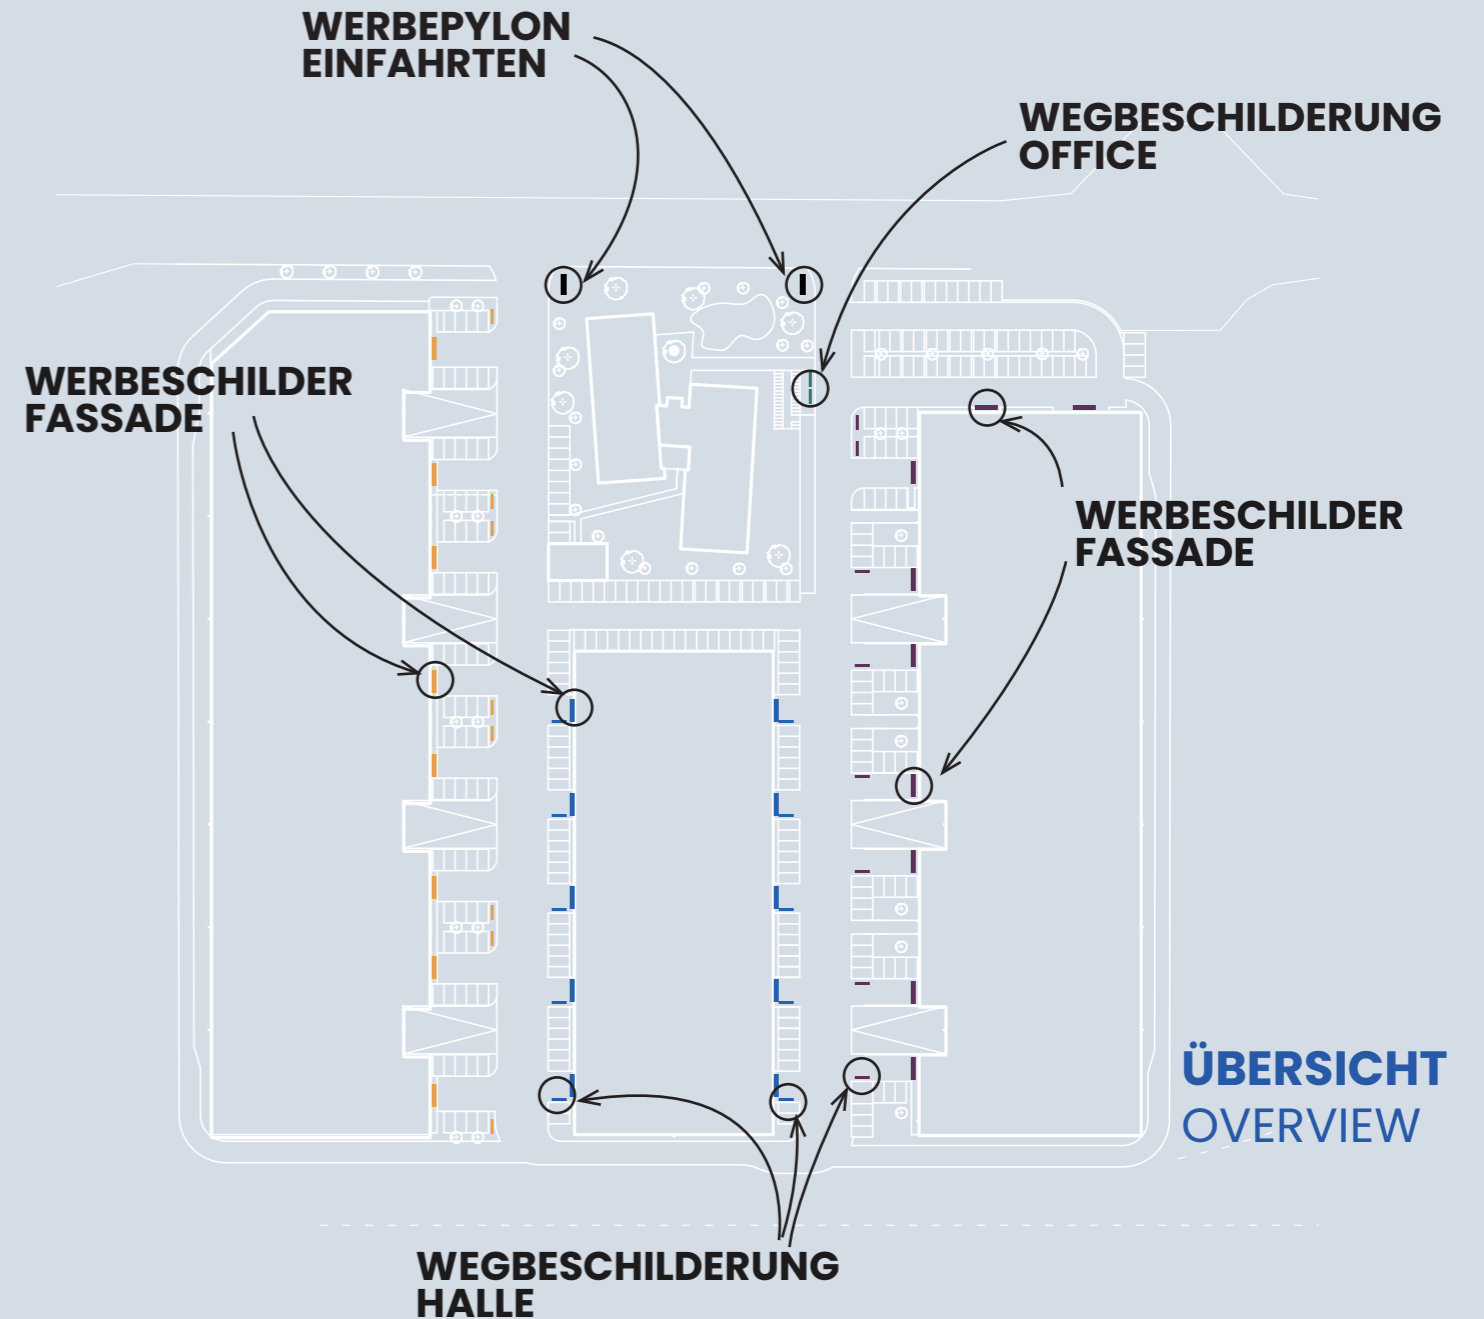 WERBEPYLON
EINFAHRTEN
WEGBESCHILDERUNG
OFFICE
WERBESCHILDER
FASSADE
WERBESCHILDER
FASSADE
ÜBERSICHT
OVERVIEW
WEGBESCHILDERUNG
HALLE